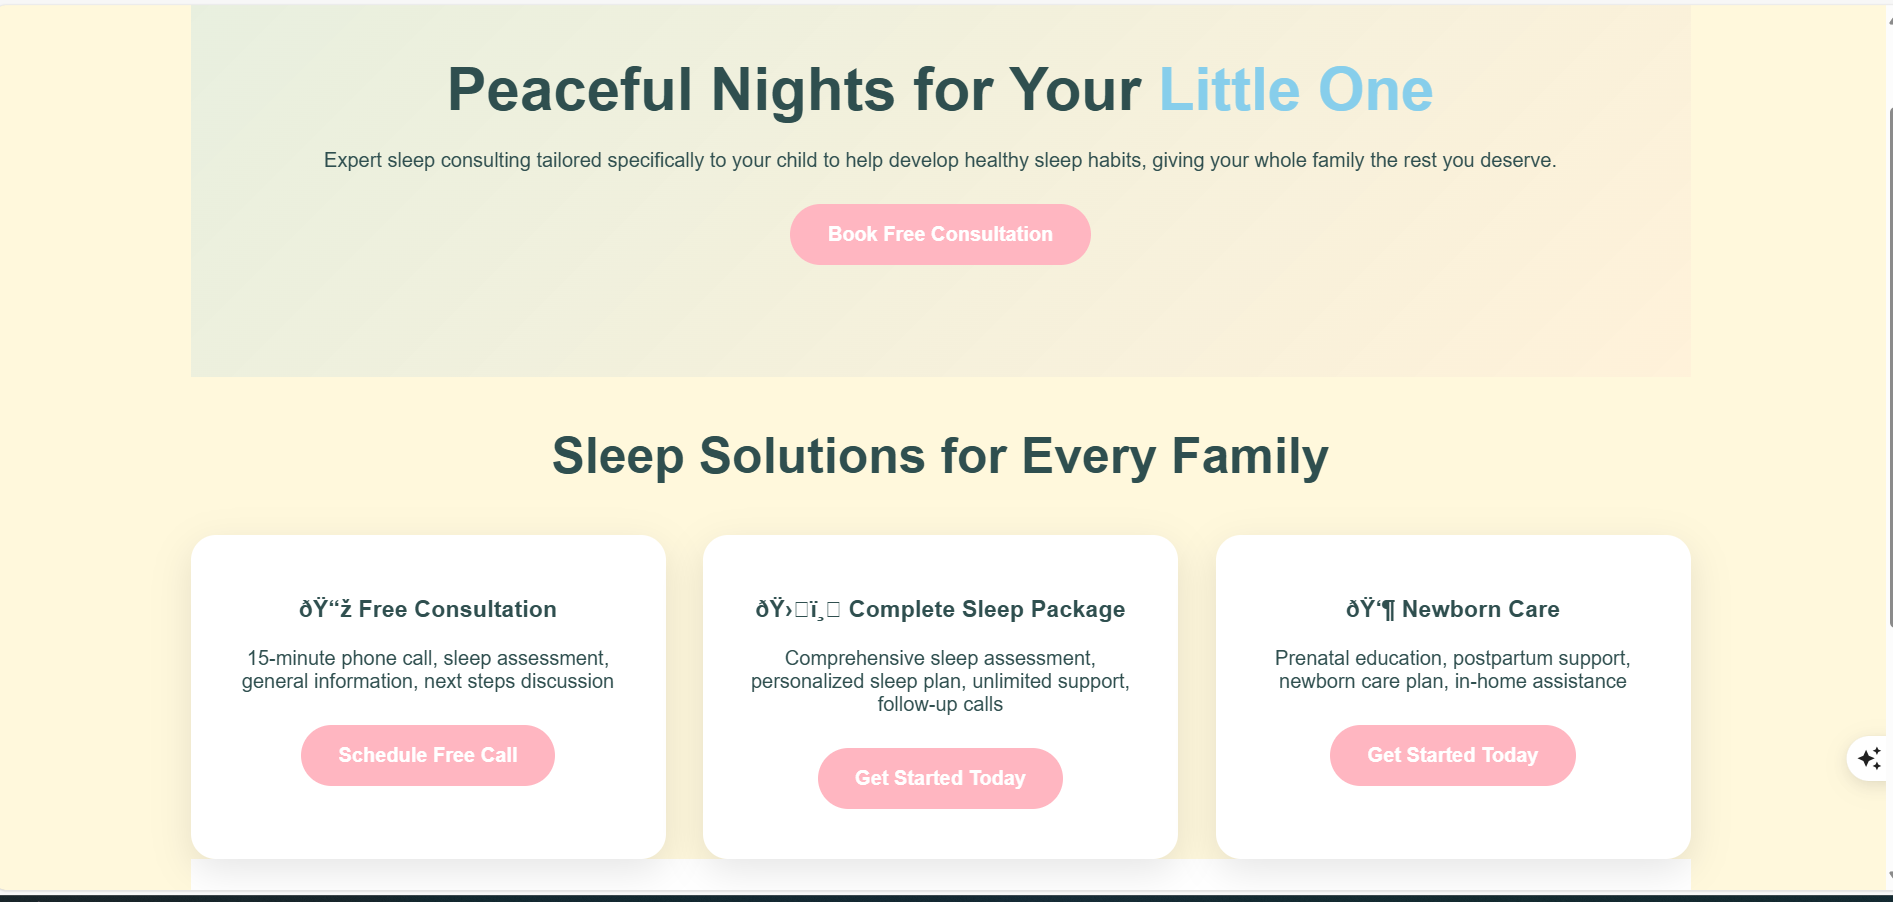 Peaceful Nights for Your Little One
Expert sleep consulting tailored specifically to your child to help develop healthy sleep habits, giving your whole family the rest you deserve.
Book Free Consultation
Sleep Solutions for Every Family
ðŸ“ž Free Consultation
15-minute phone call, sleep assessment,
general information, next steps discussion
Schedule Free Call
ðŸ›□ï¸□ Complete Sleep Package
Comprehensive sleep assessment,
personalized sleep plan, unlimited support,
follow-up calls
Get Started Today
ðŸ‘¶ Newborn Care
Prenatal education, postpartum support,
newborn care plan, in-home assistance
Get Started Today